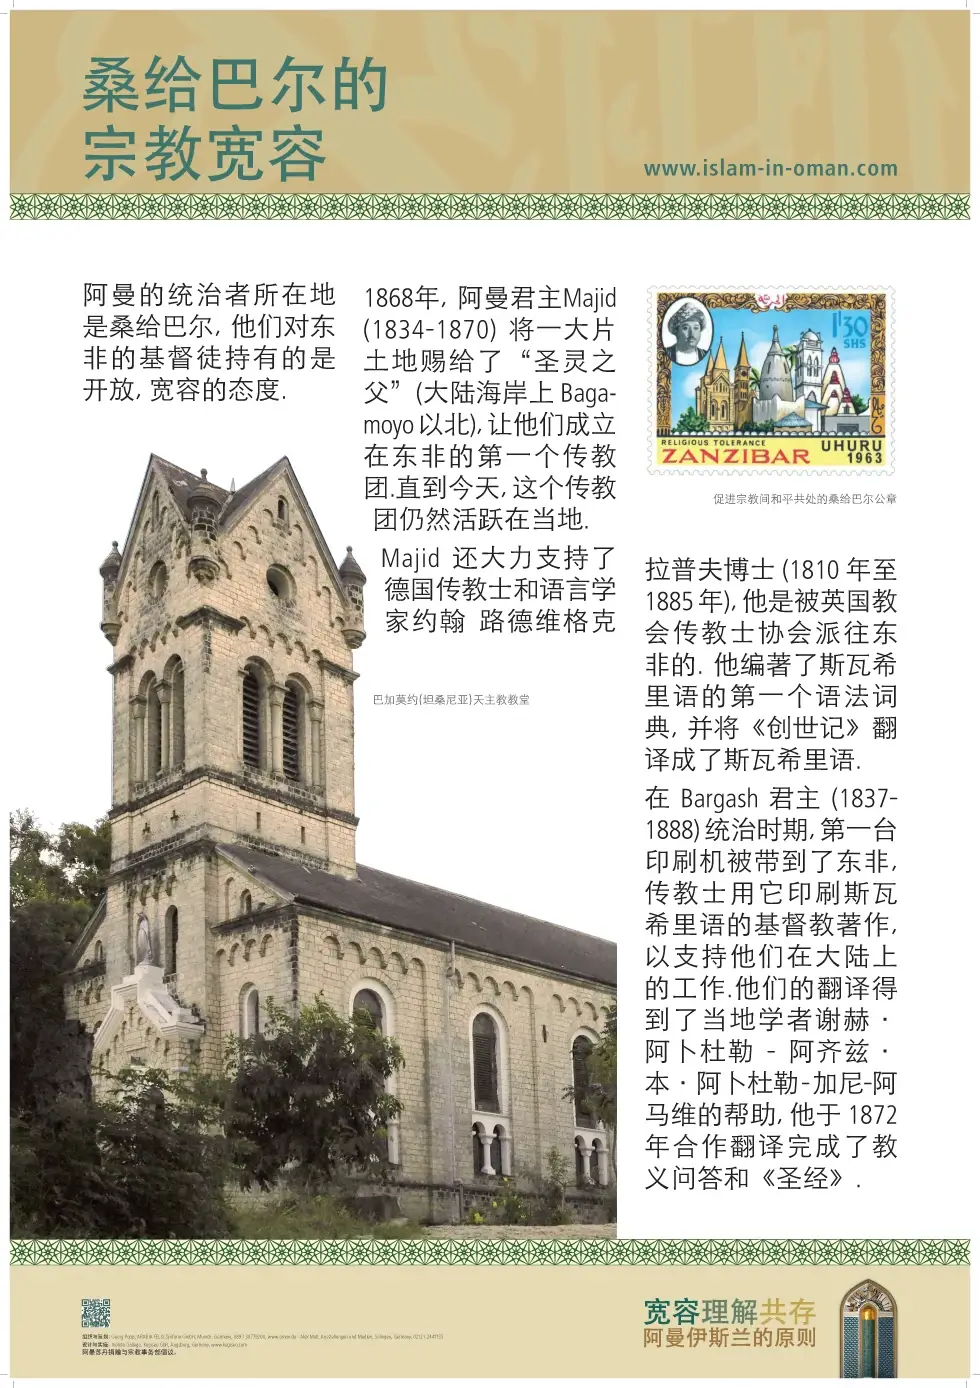 桑给巴尔的
宗教宽容
www.islam-in-oman.com
阿曼的统治者所在地
是桑给巴尔, 他们对东
非的基督徒持有的是
开放, 宽容的态度.
1868年, 阿曼君主Majid
(1834-1870) 将一大片
土地赐给了“圣灵之
父”(大陆海岸上 Baga-
moyo 以北), 让他们成立
在东非的第一个传教
团.直到今天, 这个传教
团仍然活跃在当地.
Majid 还大力支持了
德国传教士和语言学
家约翰 路德维格克
巴加莫约(坦桑尼亚)天主教教堂
1'30
SHS
RELIGIOUS TOLERANCE
ZANZIBAR
UHURU
1963
促进宗教间和平共处的桑给巴尔公章
拉普夫博士 (1810 年至
1885 年), 他是被英国教
会传教士协会派往东
非的. 他编著了斯瓦希
里语的第一个语法词
典, 并将《创世记》翻
译成了斯瓦希里语.
在 Bargash 君主 (1837-
1888) 统治时期, 第一台
印刷机被带到了东非,
传教士用它印刷斯瓦
希里语的基督教著作,
以支持他们在大陆上
的工作.他们的翻译得
到了当地学者谢赫·
阿卜杜勒 - 阿齐兹·
本·阿卜杜勒-加尼-阿
马维的帮助, 他于 1872
年合作翻译完成了教
义问答和《圣经》.
宽容理解共存
阿曼伊斯兰的原则